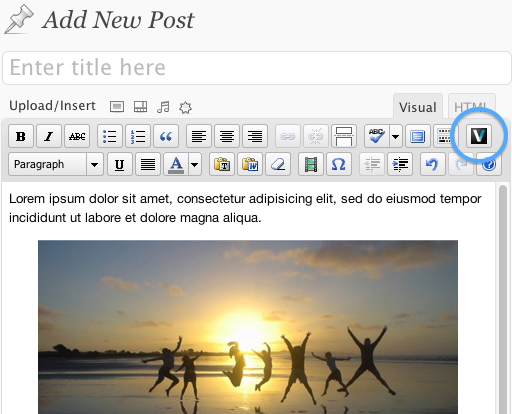 Add New Post
Enter title here
Upload/Insert
Visual
HTML
B I ABC ABC V
Paragraph U A T W Ω ?
Lorem ipsum dolor sit amet, consectetur adipisicing elit, sed do eiusmod tempor
incididunt ut labore et dolore magna aliqua.